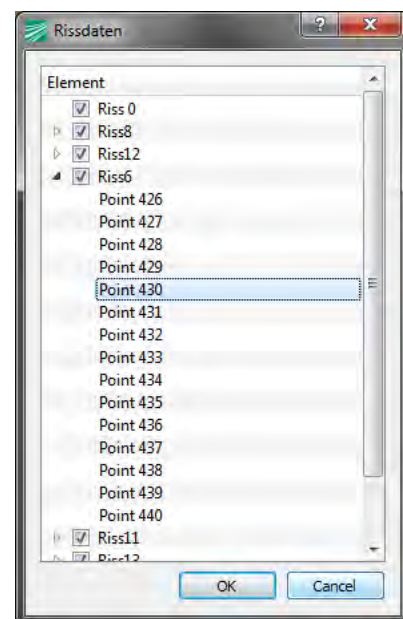 Rissdaten
Element
Riss 0
Riss8
Riss12
Riss6
Point 426
Point 427
Point 428
Point 429
Point 430
Point 431
Point 432
Point 433
Point 434
Point 435
Point 436
Point 437
Point 438
Point 439
Point 440
Riss11
Riss13
OK
Cancel